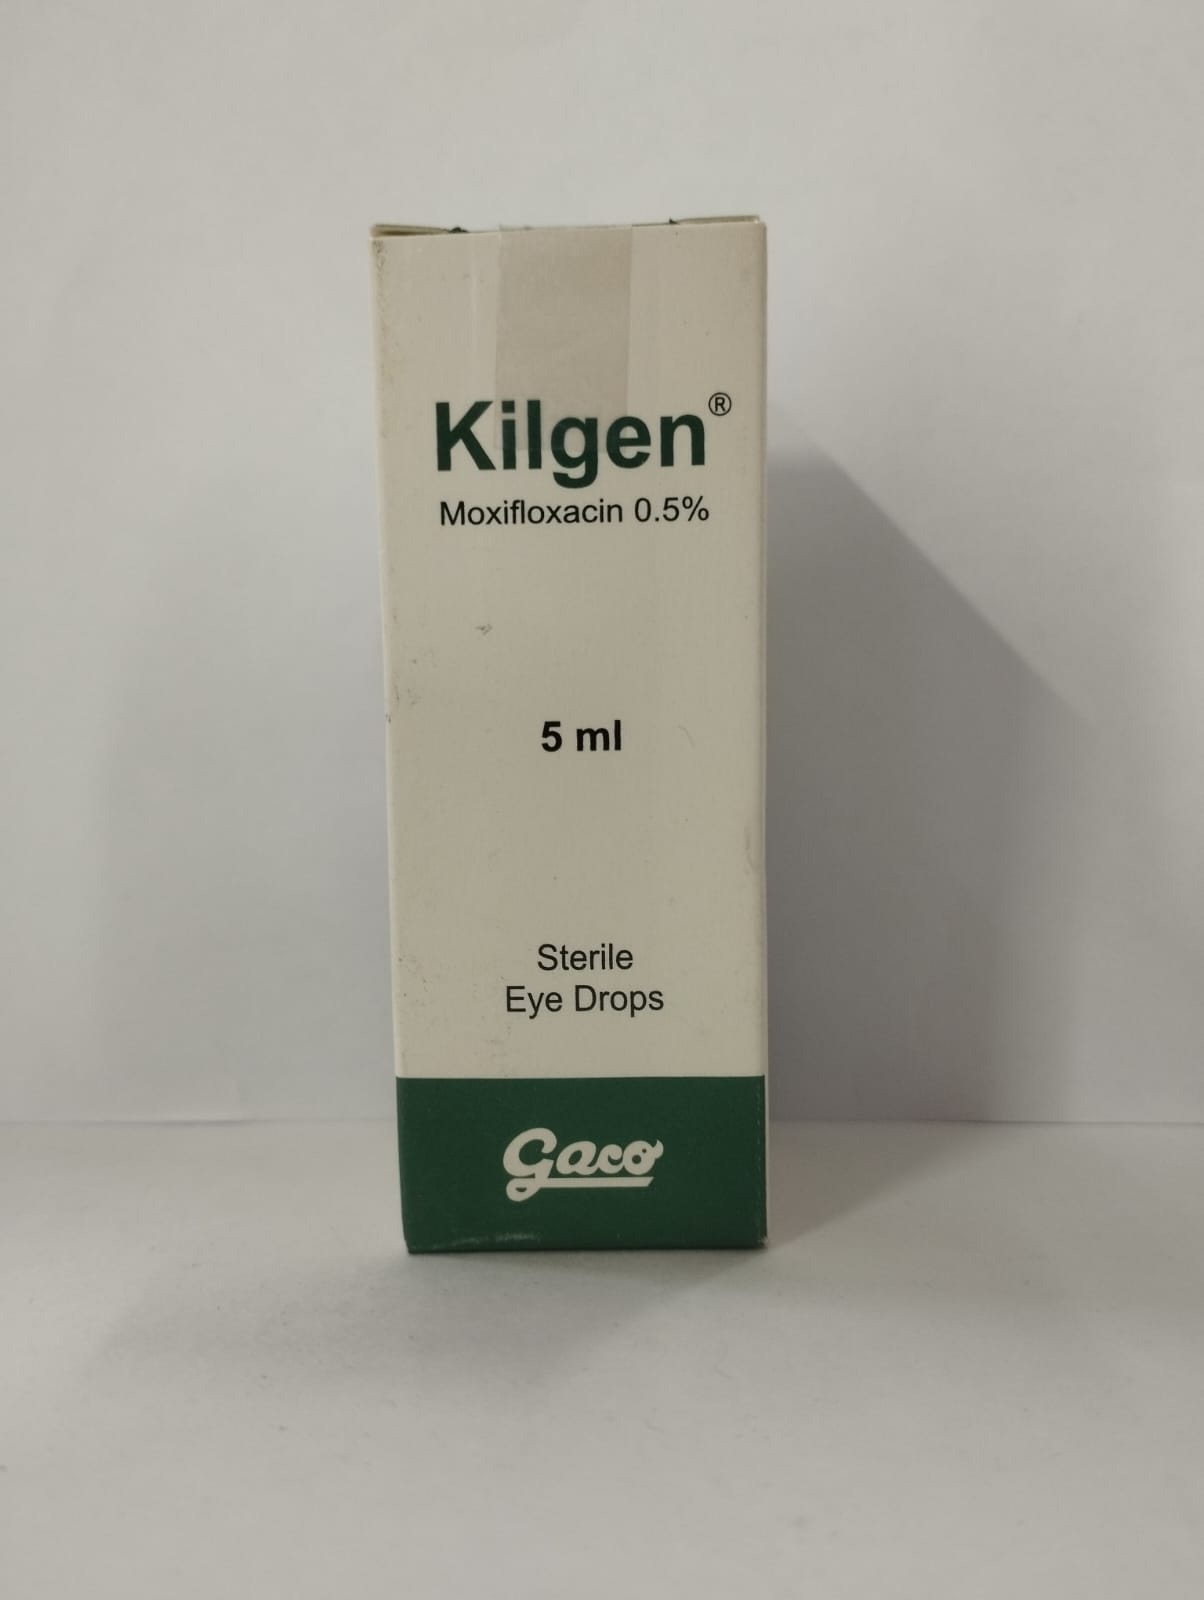 Kilgen®
Moxifloxacin 0.5%
5 ml
Sterile
Eye Drops
gaco